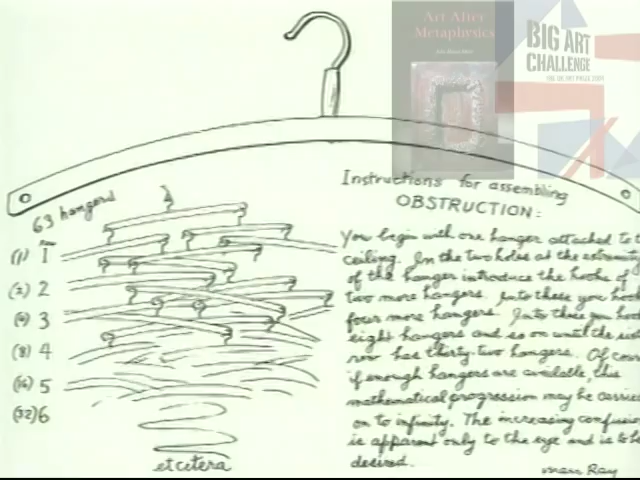 Art After
Metaphysics
BIG ART
CHALLENGE
Instructions for assembling
OBSTRUCTION:
63 hangers
You begin with one hanger attached to
ceiling. In the two holes at the extremity
of the hanger introduce the hooks of
two more hangers. Into these you hook
four more hangers. Into these you hook
eight hangers and so on until the
row has thirty-two hangers. Of course
if enough hangers are available, this
mathematical progression may be carried
on to infinity. The increasing confusion
is apparent only to the eye and is to be
desired.
Man Ray
(1) 1
(2) 2
(4) 3
(8) 4
(16) 5
(32) 6
etcetera